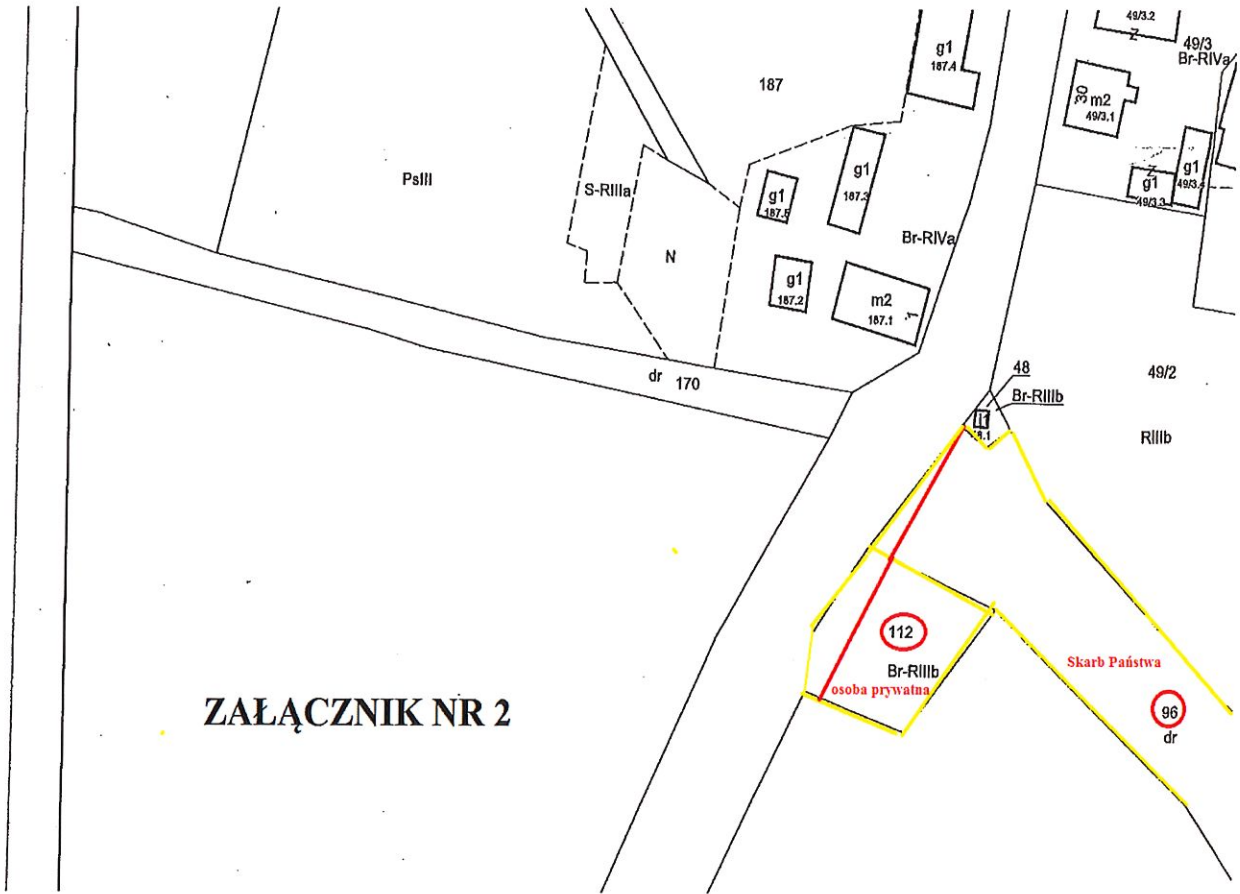 49/3.2
Z
49/3
Br-RIVa
g1
187.4
187
30
m2
49/3.1
PsIII
S-RIIIa
g1
187.3
g1
187.5
Z
g1
49/3.3
g1
49/3.4
Br-RIVa
N
g1
187.2
m2
187.1
1
dr 170
48
Br-RIIIb
49/2
RIIIb
112
Br-RIIIb
osoba prywatna
Skarb Państwa
96
dr
ZAŁĄCZNIK NR 2